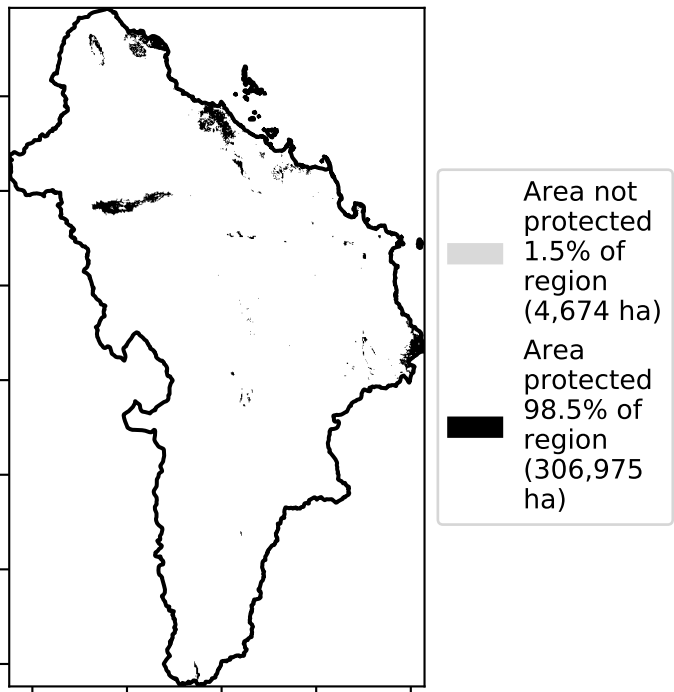 Area not
protected
1.5% of
region
(4,674 ha)
Area
protected
98.5% of
region
(306,975
ha)